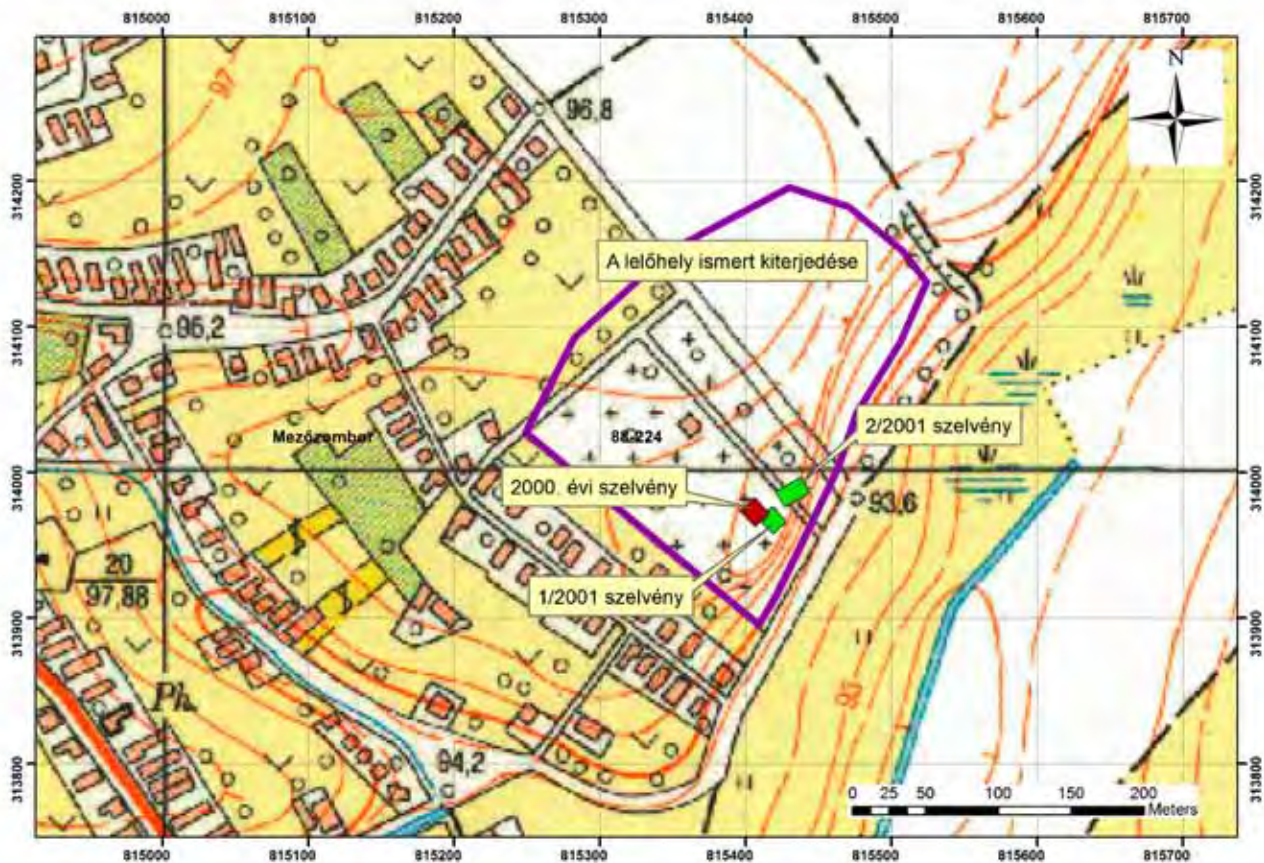 815000 815100 815200 815300 815400 815500 815600 815700
N
97
96,8
314200 314200
A lelőhely ismert kiterjedése
96,2
314100 314100
2/2001 szelvény
Mezőzombor 88-224
2000. évi szelvény
314000 314000
93,6
20
97,88
1/2001 szelvény
313900 313900
Ph.
94,2
313800 313800
0 25 50 100 150 200
Meters
815000 815100 815200 815300 815400 815500 815600 815700